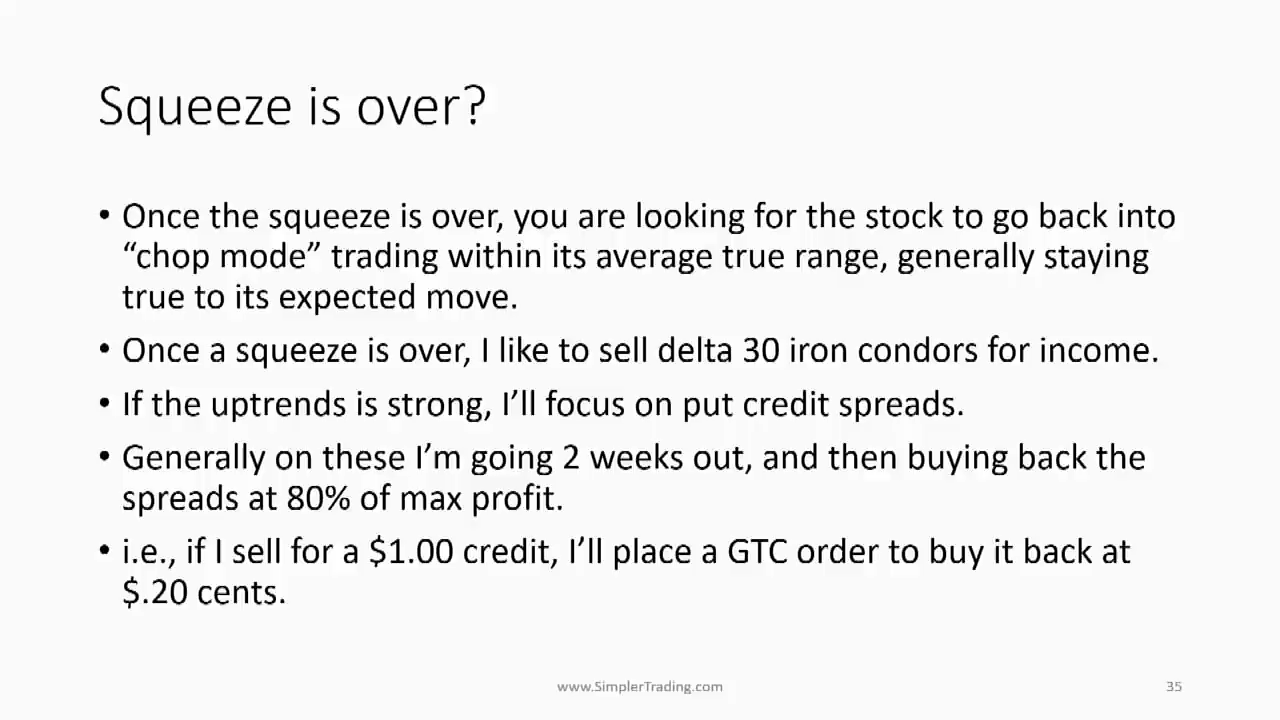 Squeeze is over?
• Once the squeeze is over, you are looking for the stock to go back into
“chop mode” trading within its average true range, generally staying
true to its expected move.
• Once a squeeze is over, I like to sell delta 30 iron condors for income.
• If the uptrends is strong, I’ll focus on put credit spreads.
• Generally on these I’m going 2 weeks out, and then buying back the
spreads at 80% of max profit.
• i.e., if I sell for a $1.00 credit, I’ll place a GTC order to buy it back at
$.20 cents.
www.SimplerTrading.com
35